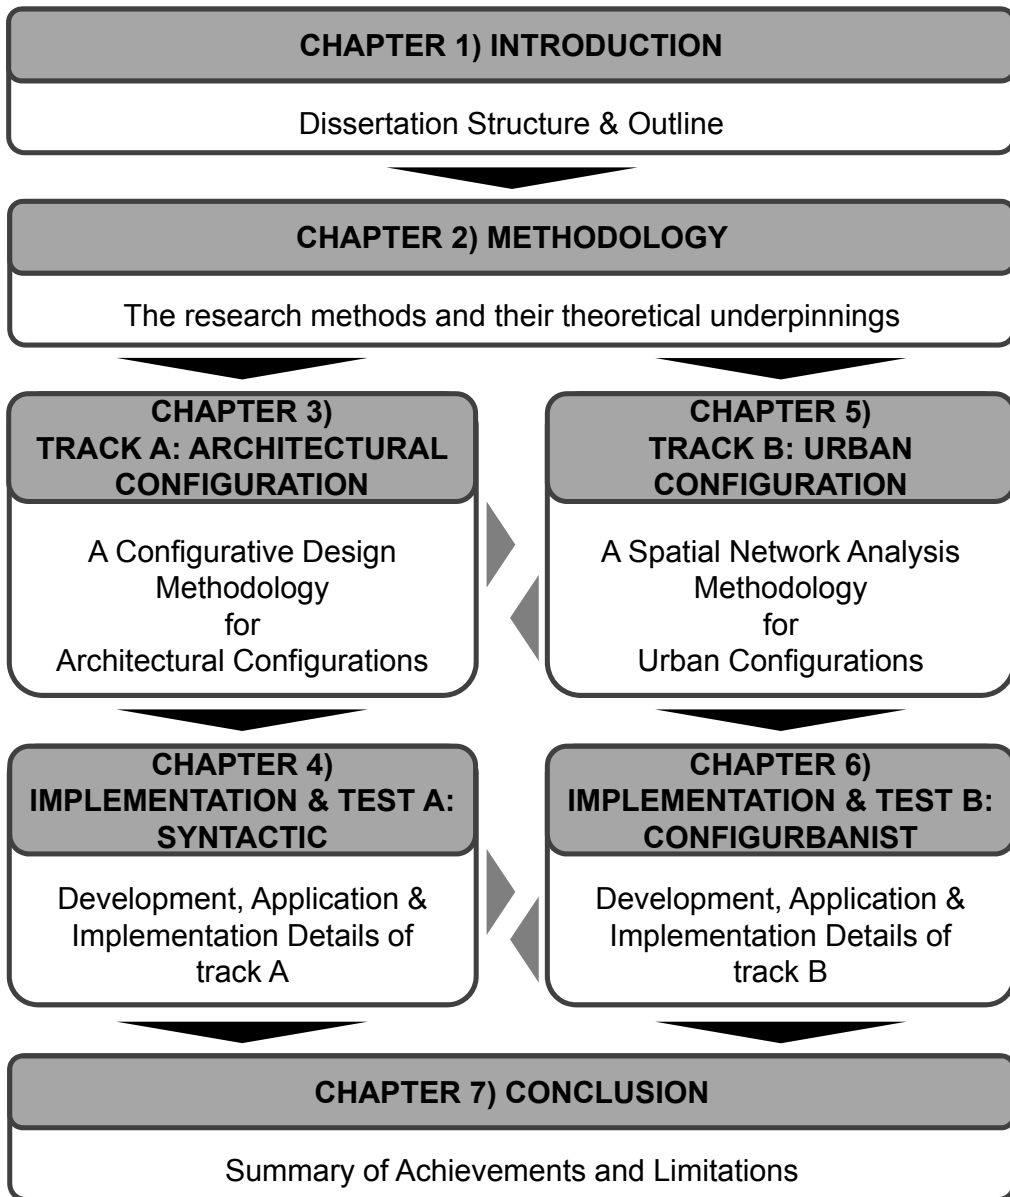 CHAPTER 1) INTRODUCTION
Dissertation Structure & Outline
CHAPTER 2) METHODOLOGY
The research methods and their theoretical underpinnings
CHAPTER 3)
TRACK A: ARCHITECTURAL
CONFIGURATION
A Configurative Design
Methodology
for
Architectural Configurations
CHAPTER 5)
TRACK B: URBAN
CONFIGURATION
A Spatial Network Analysis
Methodology
for
Urban Configurations
CHAPTER 4)
IMPLEMENTATION & TEST A:
SYNTACTIC
Development, Application &
Implementation Details of
track A
CHAPTER 6)
IMPLEMENTATION & TEST B:
CONFIGURBANIST
Development, Application &
Implementation Details of
track B
CHAPTER 7) CONCLUSION
Summary of Achievements and Limitations